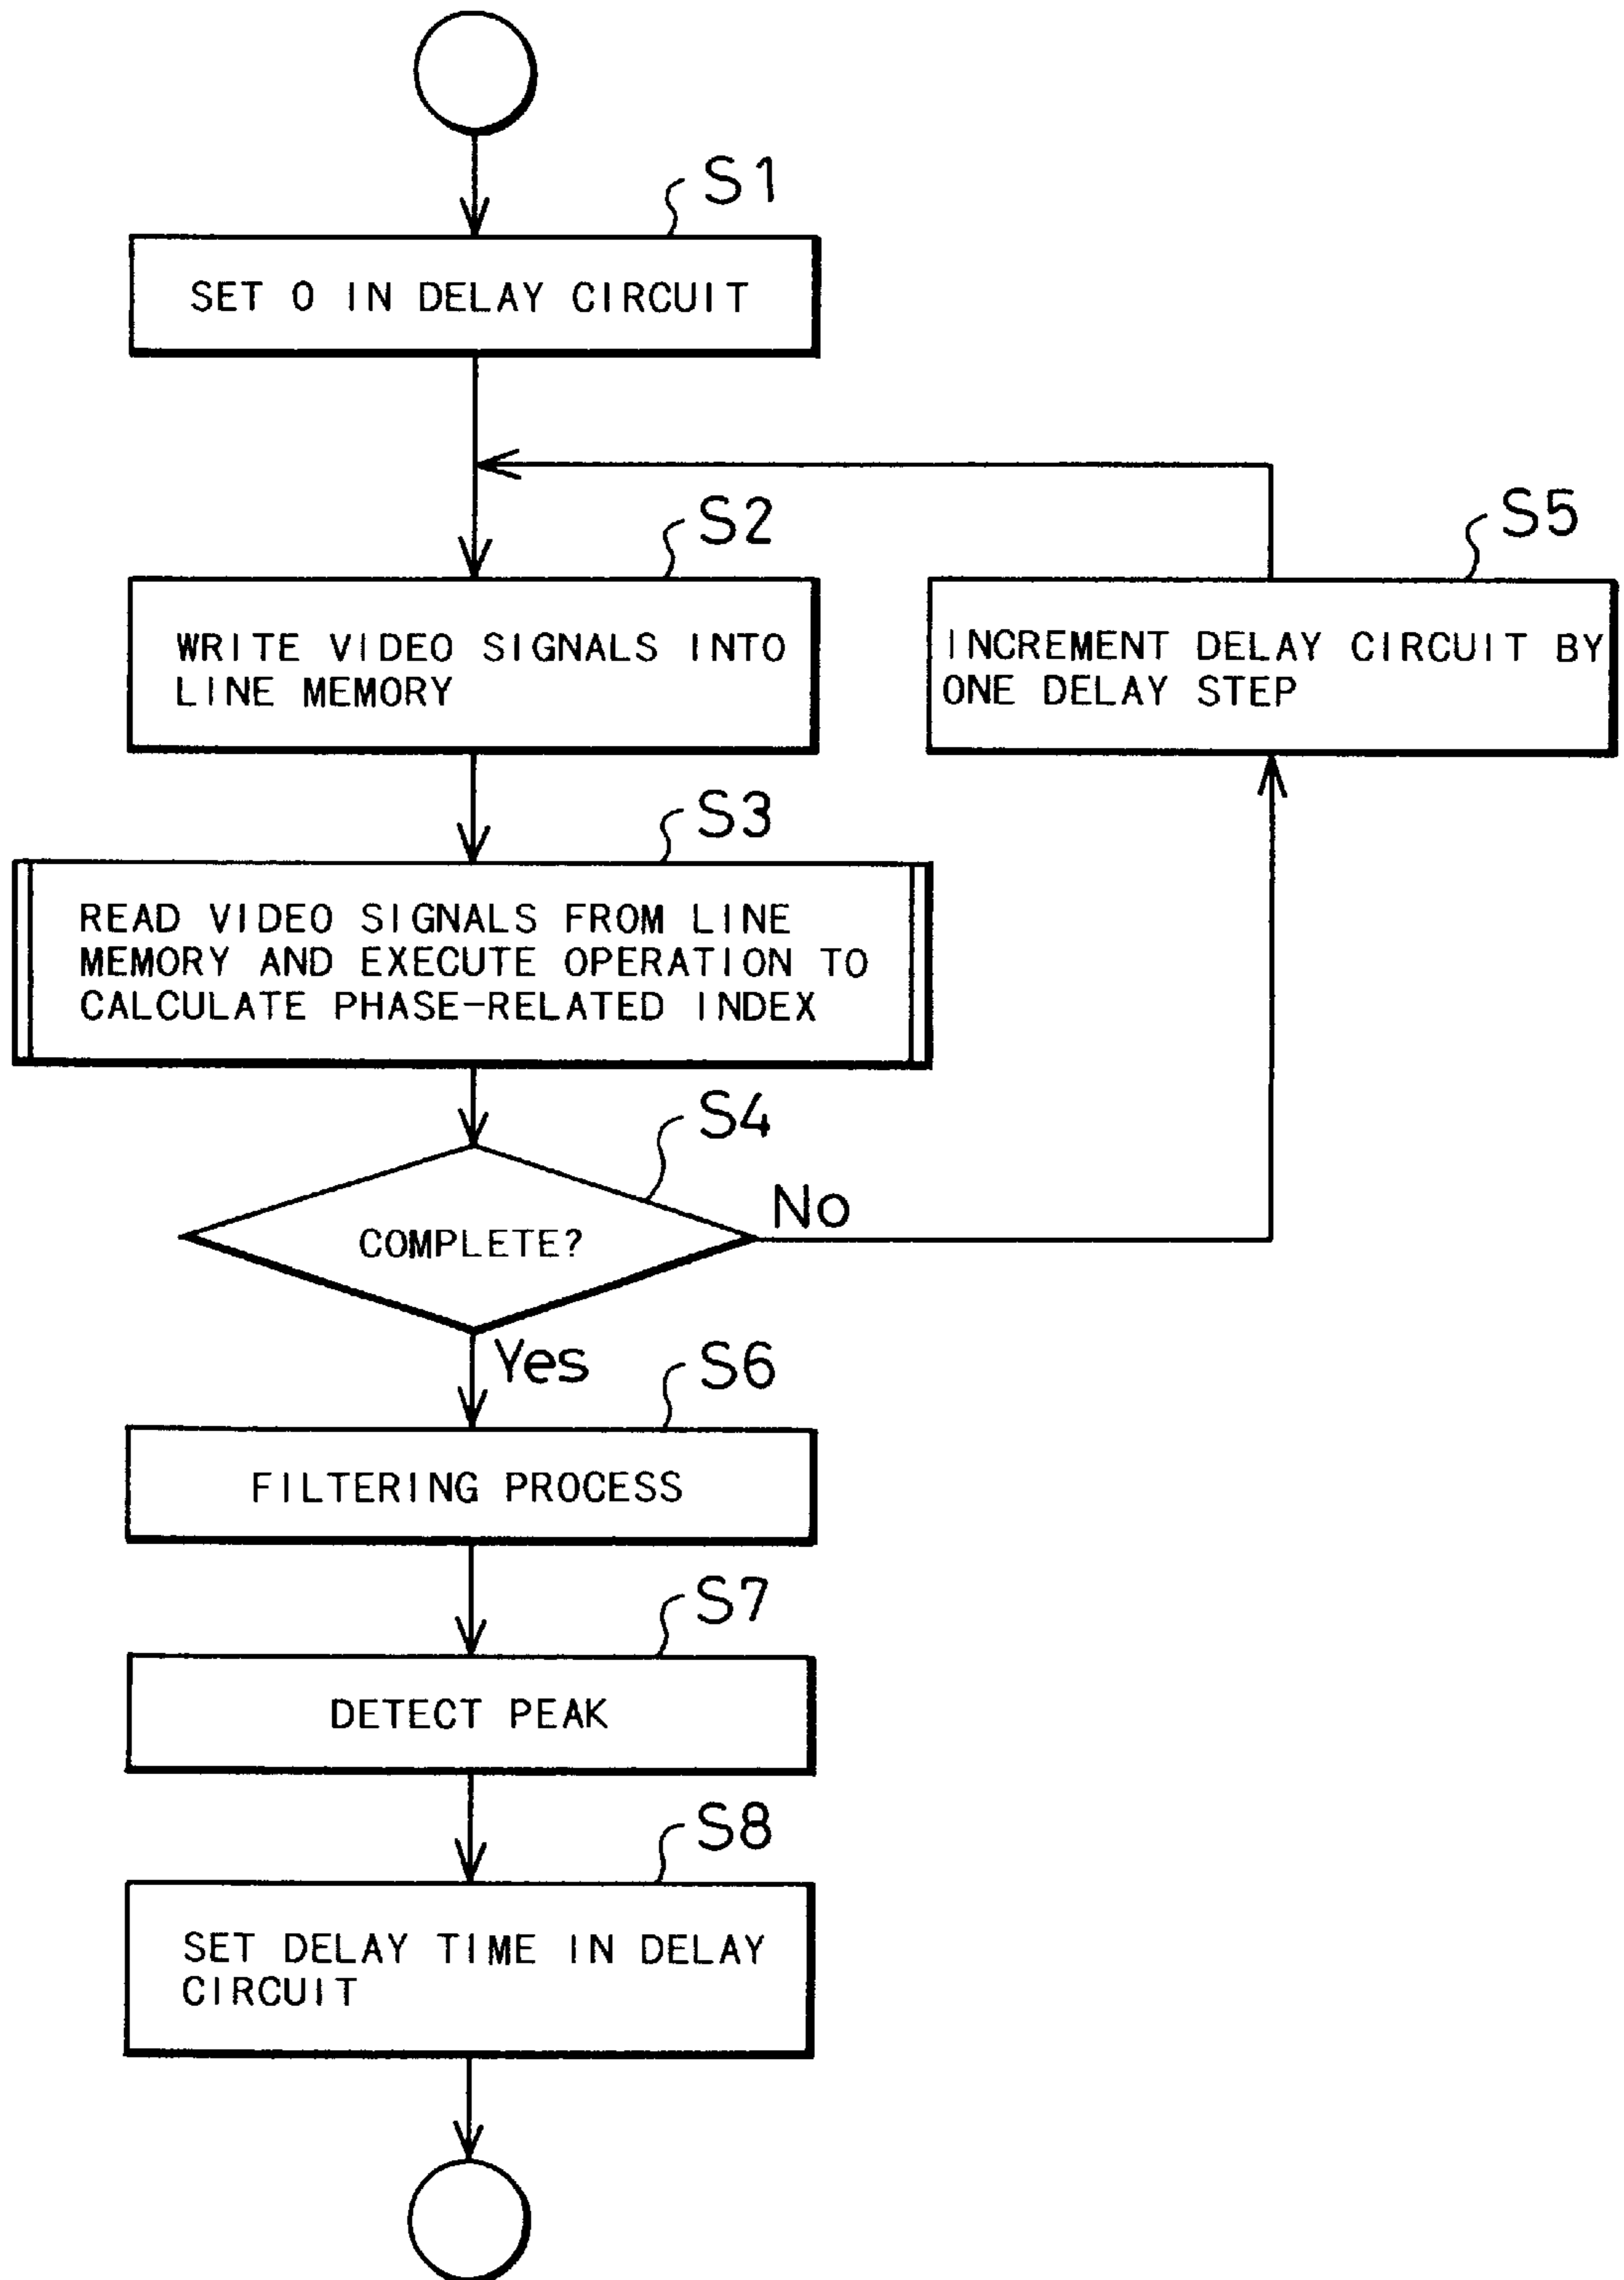 S1
SET 0 IN DELAY CIRCUIT
S2
WRITE VIDEO SIGNALS INTO
LINE MEMORY
S5
INCREMENT DELAY CIRCUIT BY
ONE DELAY STEP
S3
READ VIDEO SIGNALS FROM LINE
MEMORY AND EXECUTE OPERATION TO
CALCULATE PHASE-RELATED INDEX
S4
COMPLETE?
No
Yes
S6
FILTERING PROCESS
S7
DETECT PEAK
S8
SET DELAY TIME IN DELAY
CIRCUIT